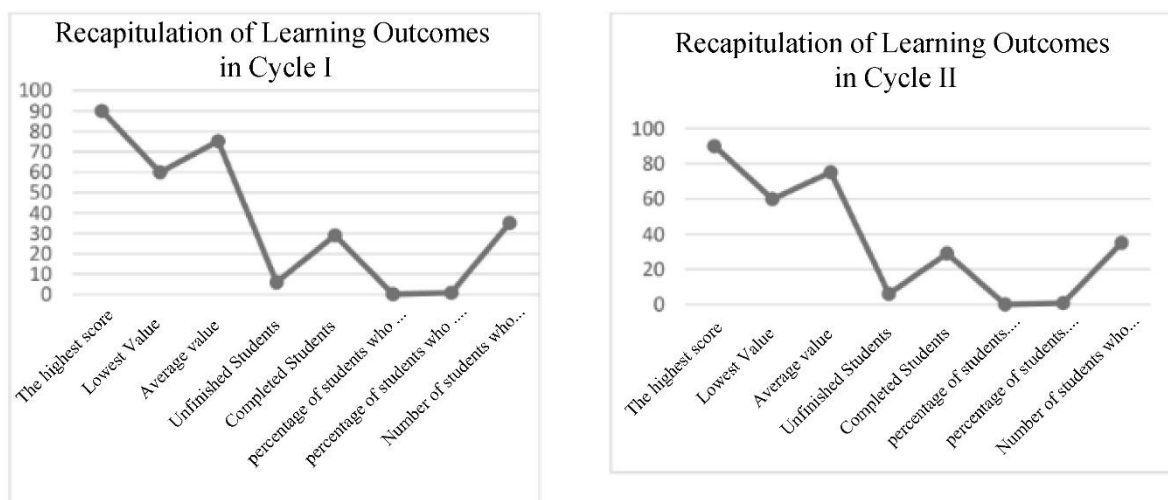 Recapitulation of Learning Outcomes
in Cycle I
100
90
80
70
60
50
40
30
20
10
0
The highest score
Lowest Value
Average value
Unfinished Students
Completed Students
percentage of students who ...
percentage of students who ....
Number of students who...
Recapitulation of Learning Outcomes
in Cycle II
100
80
60
40
20
0
The highest score
Lowest Value
Average value
Unfinished Students
Completed Students
percentage of students....
percentage of students....
Number of students who...